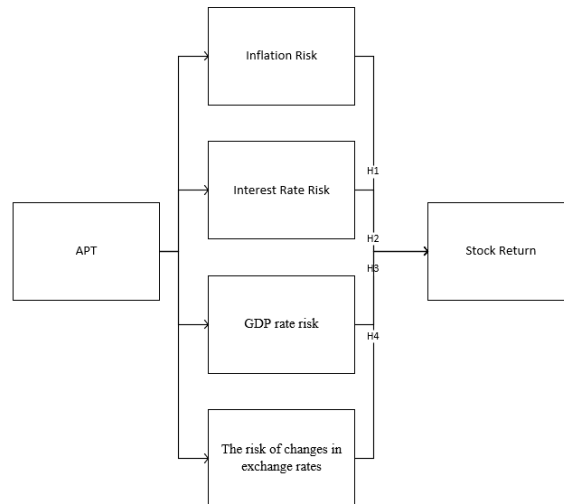 Inflation Risk
H1
Interest Rate Risk
APT
H2
Stock Return
H3
GDP rate risk
H4
The risk of changes in
exchange rates